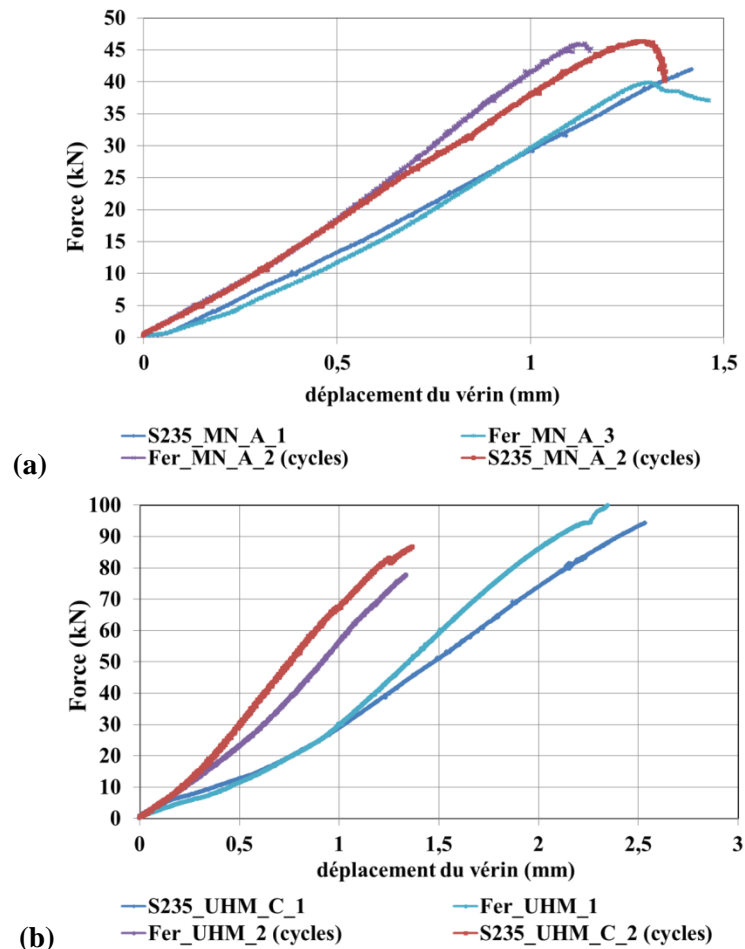 50
45
40
35
30
25
20
15
10
5
0
Force (kN)
0 0,5 1 1,5
déplacement du vérin (mm)
S235_MN_A_1 Fer_MN_A_3
Fer_MN_A_2 (cycles) S235_MN_A_2 (cycles)
(a)
100
90
80
70
60
50
40
30
20
10
0
Force (kN)
0 0,5 1 1,5 2 2,5 3
déplacement du vérin (mm)
S235_UHM_C_1 Fer_UHM_1
Fer_UHM_2 (cycles) S235_UHM_C_2 (cycles)
(b)